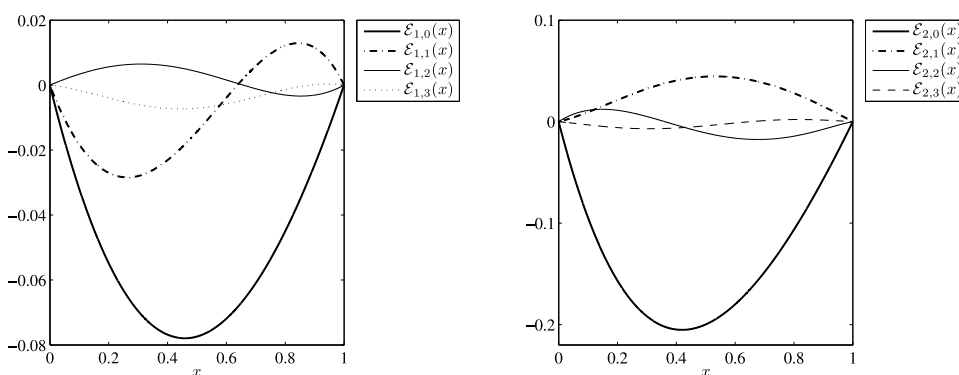 0.02
0
−0.02
−0.04
−0.06
−0.08
0 0.2 0.4 0.6 0.8 1
x
ℰ1,0(x)
ℰ1,1(x)
ℰ1,2(x)
ℰ1,3(x)
0.1
0
−0.1
−0.2
0 0.2 0.4 0.6 0.8 1
x
ℰ2,0(x)
ℰ2,1(x)
ℰ2,2(x)
ℰ2,3(x)